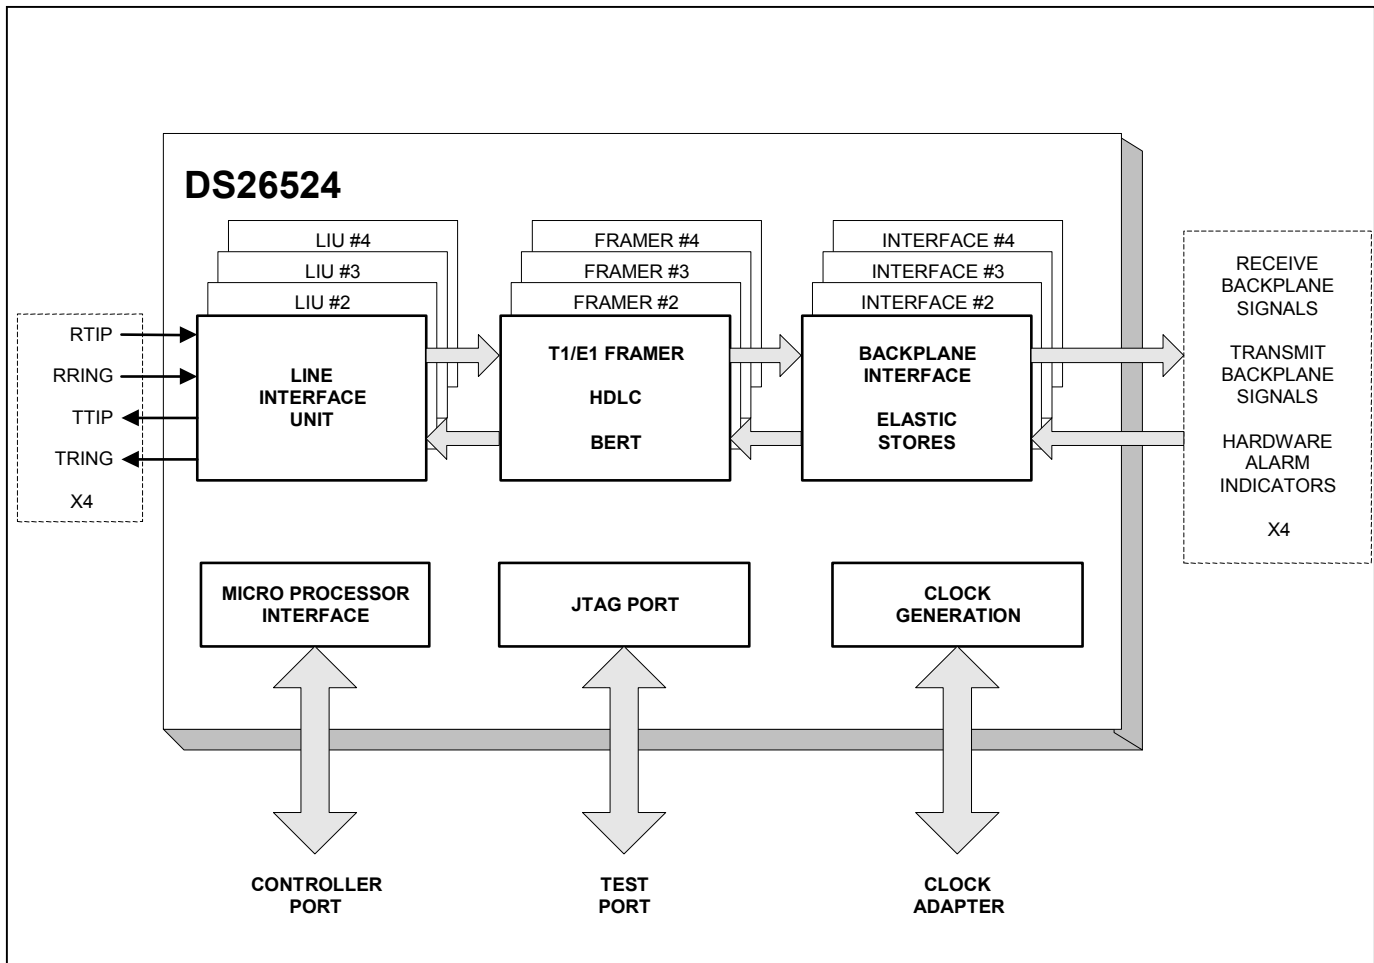 DS26524
LIU #4
LIU #3
LIU #2
LINE
INTERFACE
UNIT
FRAMER #4
FRAMER #3
FRAMER #2
T1/E1 FRAMER
HDLC
BERT
INTERFACE #4
INTERFACE #3
INTERFACE #2
BACKPLANE
INTERFACE
ELASTIC
STORES
RTIP
RRING
TTIP
TRING
X4
RECEIVE
BACKPLANE
SIGNALS
TRANSMIT
BACKPLANE
SIGNALS
HARDWARE
ALARM
INDICATORS
X4
MICRO PROCESSOR
INTERFACE
JTAG PORT
CLOCK
GENERATION
CONTROLLER
PORT
TEST
PORT
CLOCK
ADAPTER